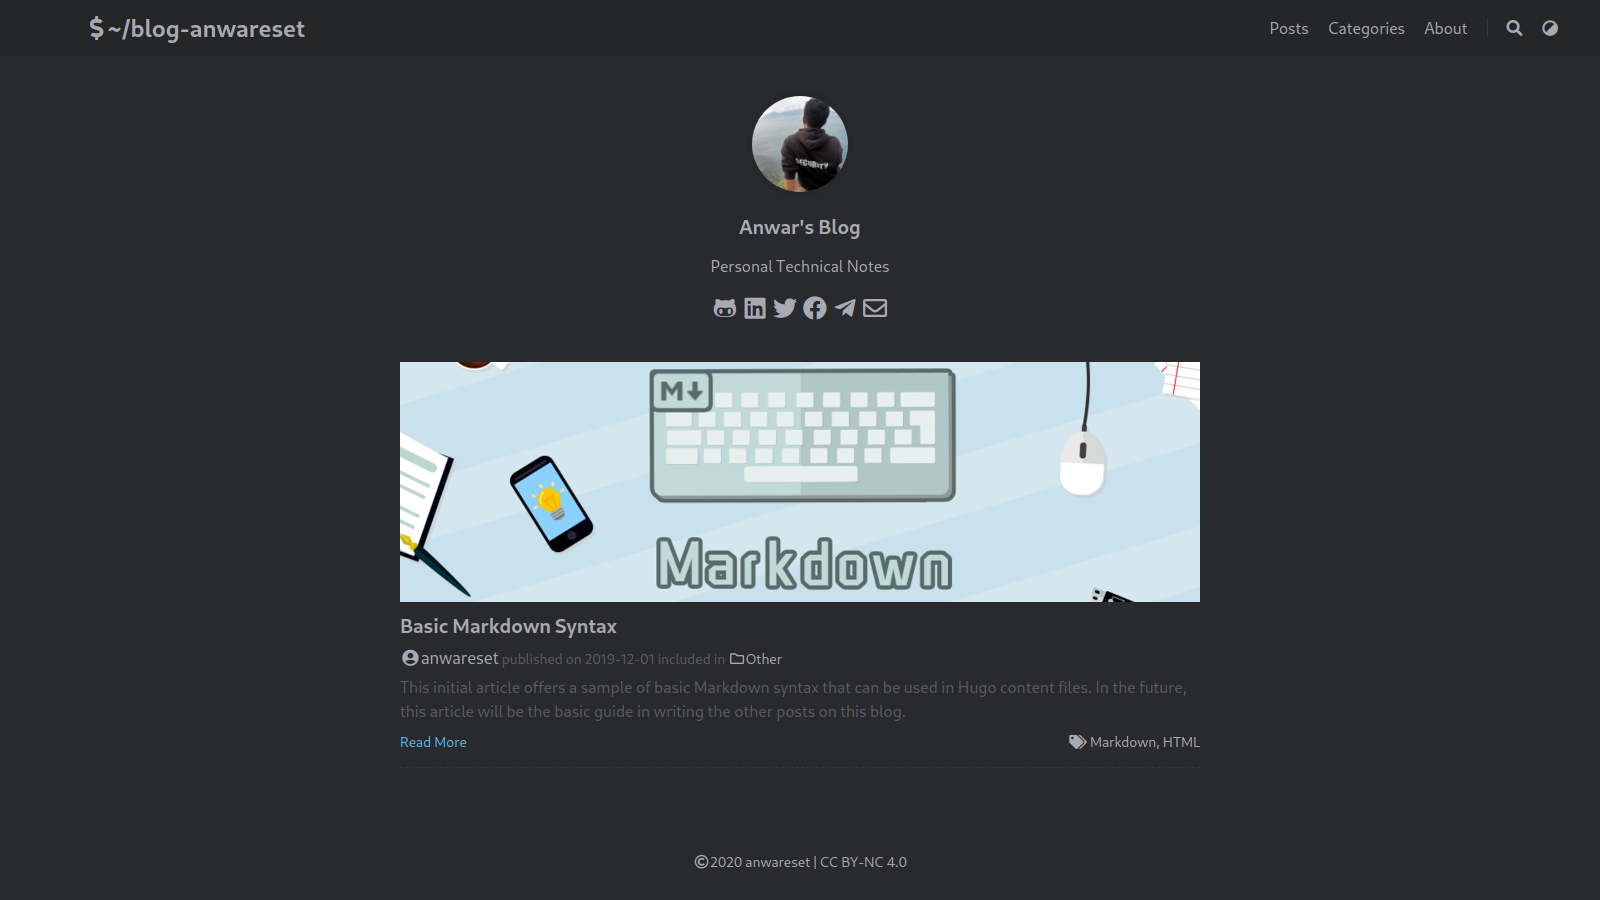 $ ~/blog-anwareset
Posts Categories About
SECURITY
Anwar's Blog
Personal Technical Notes
M
Markdown
Basic Markdown Syntax
anwareset published on 2019-12-01 included in Other
This initial article offers a sample of basic Markdown syntax that can be used in Hugo content files. In the future,
this article will be the basic guide in writing the other posts on this blog.
Read More
Markdown, HTML
©2020 anwareset | CC BY-NC 4.0